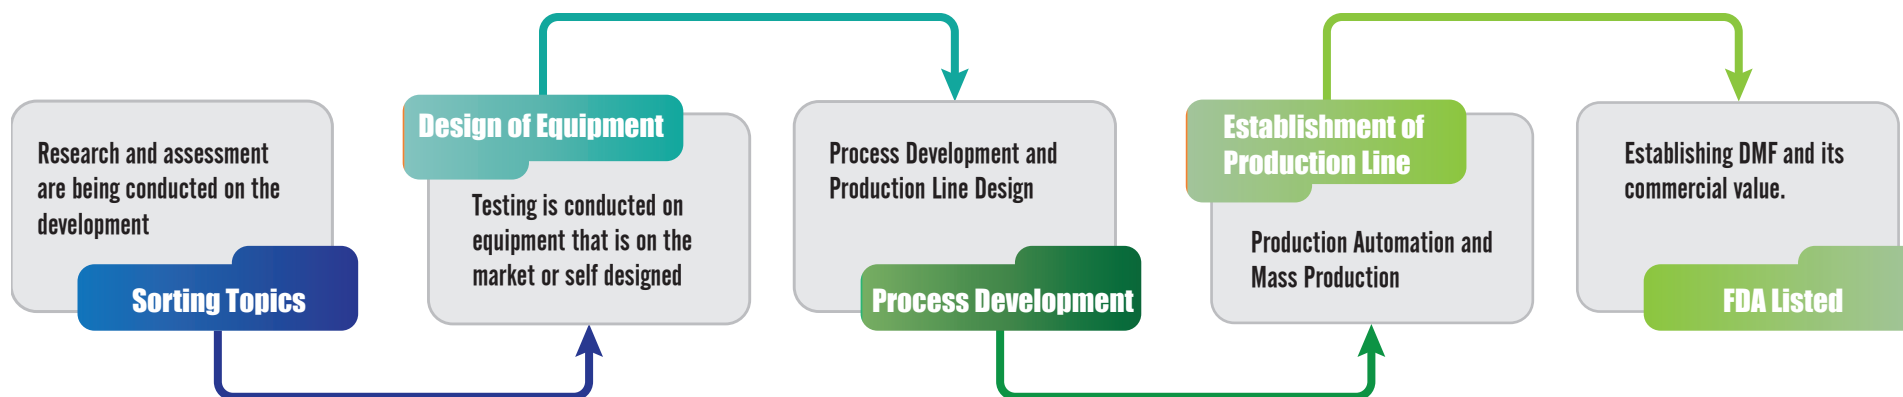 Research and assessment
are being conducted on the
development
Sorting Topics
Design of Equipment
Testing is conducted on
equipment that is on the
market or self designed
Process Development and
Production Line Design
Process Development
Establishment of
Production Line
Production Automation and
Mass Production
Establishing DMF and its
commercial value.
FDA Listed